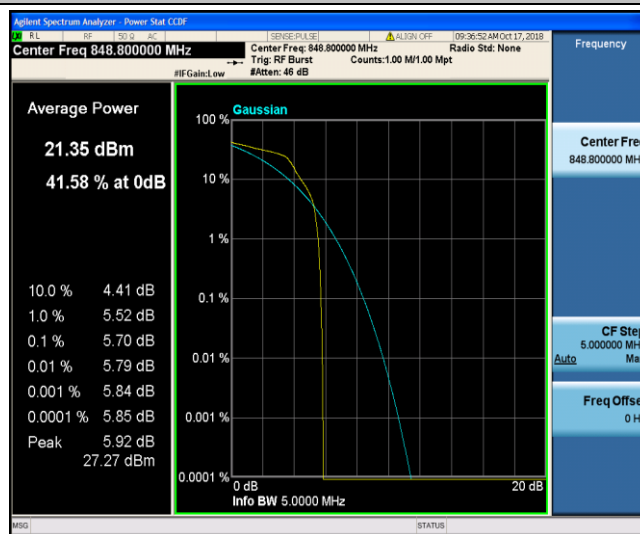 Agilent Spectrum Analyzer - Power Stat CCDF
RL RF 50 Ω AC SENSE:PULSE ALIGN OFF 09:36:52 AM Oct 17, 2018
Center Freq 848.800000 MHz
Center Freq: 848.800000 MHz Radio Std: None
Trig: RF Burst Counts:1.00 M/1.00 Mpt
#IFGain:Low #Atten: 46 dB
Frequency
Average Power
21.35 dBm
41.58 % at 0dB
10.0 % 4.41 dB
1.0 % 5.52 dB
0.1 % 5.70 dB
0.01 % 5.79 dB
0.001 % 5.84 dB
0.0001 % 5.85 dB
Peak 5.92 dB
27.27 dBm
Gaussian
100 %
10 %
1 %
0.1 %
0.01 %
0.001 %
0.0001 %
0 dB 20 dB
Info BW 5.0000 MHz
Center Fre
848.800000 MH
CF Ste
5.000000 MH
Auto Ma
Freq Offse
0 H
MSG STATUS